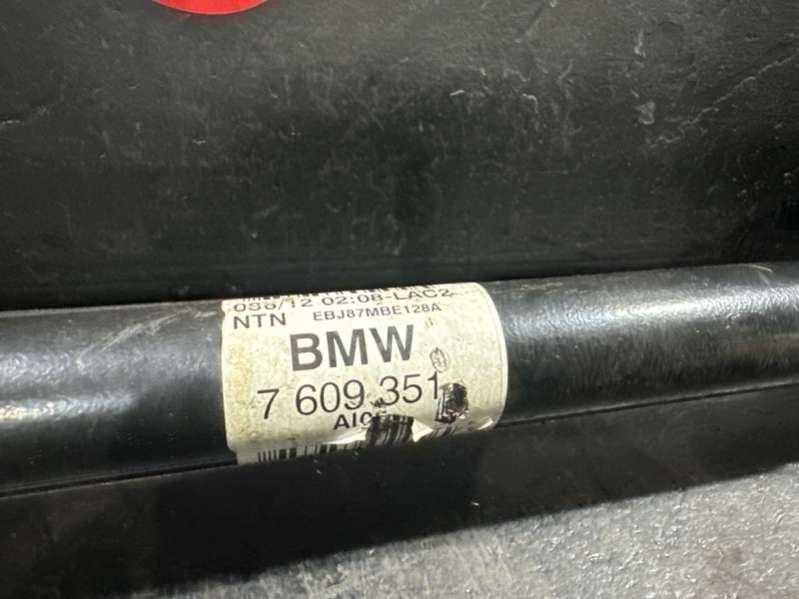 036/12 02:08-LAC2
NTN EBJ87MBE128A
BMW
7 609 351